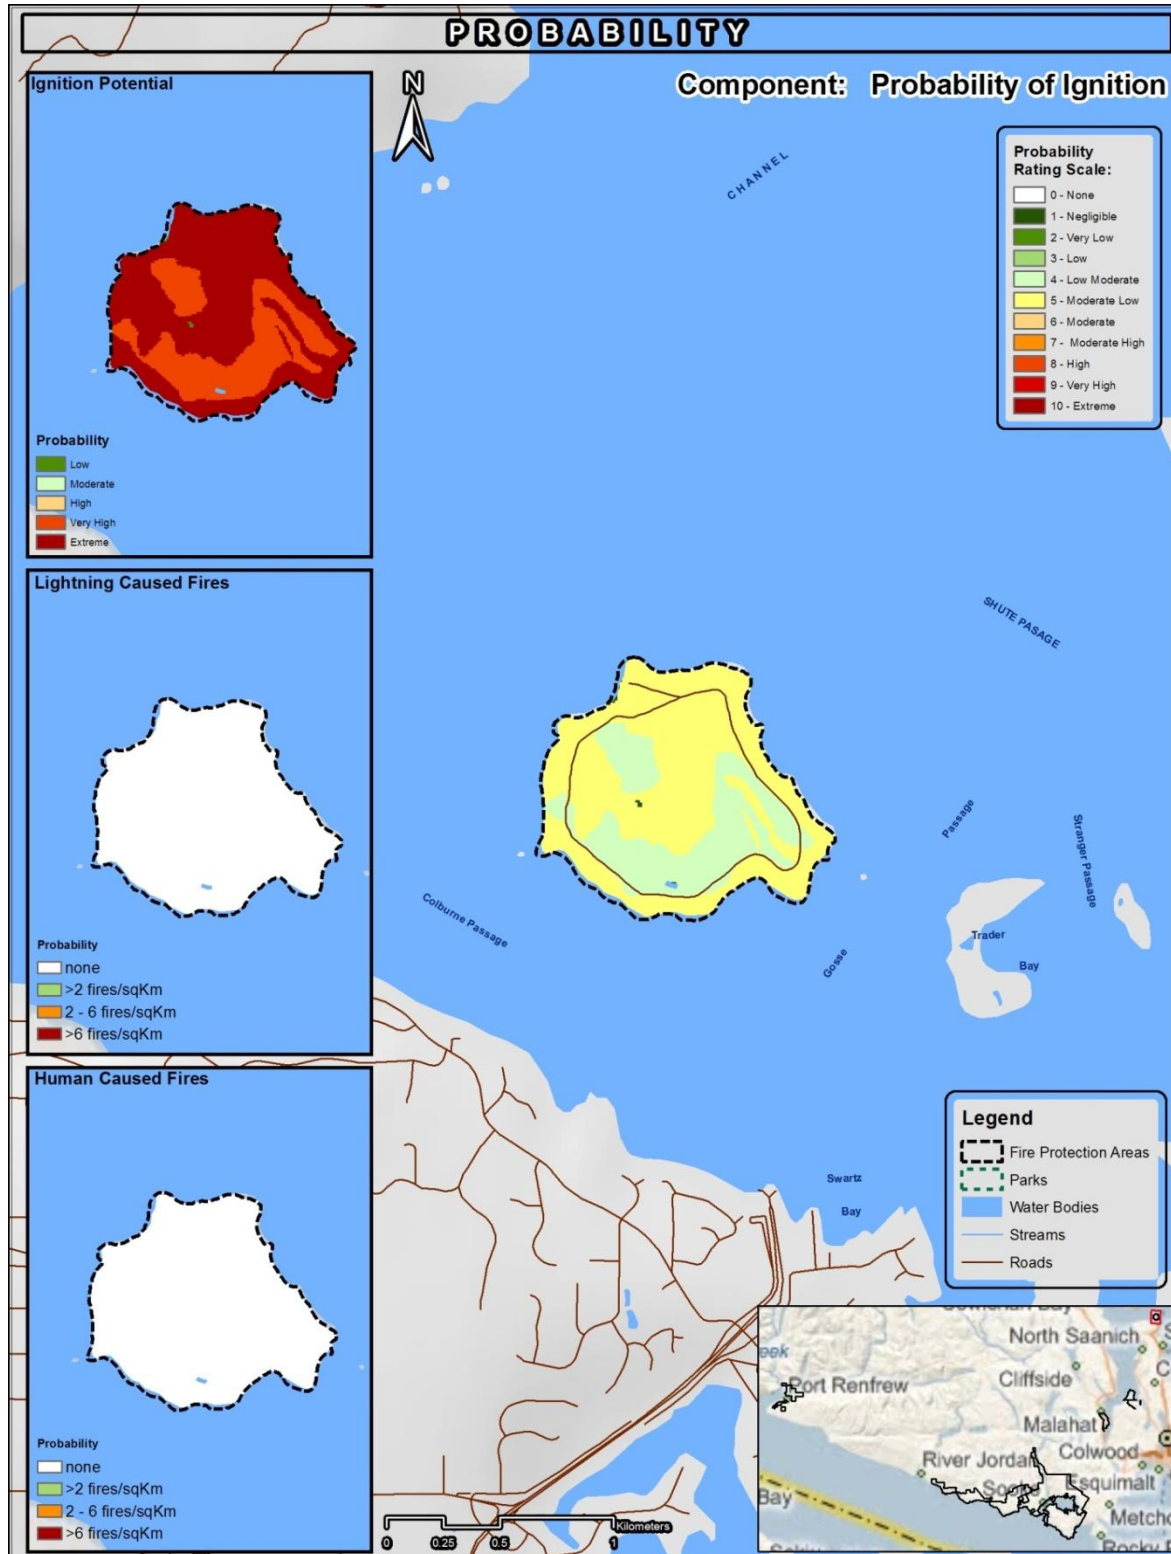 PROBABILITY
Ignition Potential
N
Component: Probability of Ignition
CHANNEL
Probability
Rating Scale:
0 - None
1 - Negligible
2 - Very Low
3 - Low
4 - Low Moderate
5 - Moderate Low
6 - Moderate
7 - Moderate High
8 - High
9 - Very High
10 - Extreme
Probability
Low
Moderate
High
Very High
Extreme
Lightning Caused Fires
SHUTE PASAGE
Passage
Stranger Passage
Colburne Passage
Gosse
Trader
Bay
Probability
none
>2 fires/sqKm
2 - 6 fires/sqKm
>6 fires/sqKm
Human Caused Fires
Swartz
Bay
Legend
Fire Protection Areas
Parks
Water Bodies
Streams
Roads
Probability
none
>2 fires/sqKm
2 - 6 fires/sqKm
>6 fires/sqKm
Kilometers
0 0.25 0.5 1
North Saanich
eek
Cliffside
Port Renfrew
Malahat
River Jordan
Colwood
Esquimalt
Bay